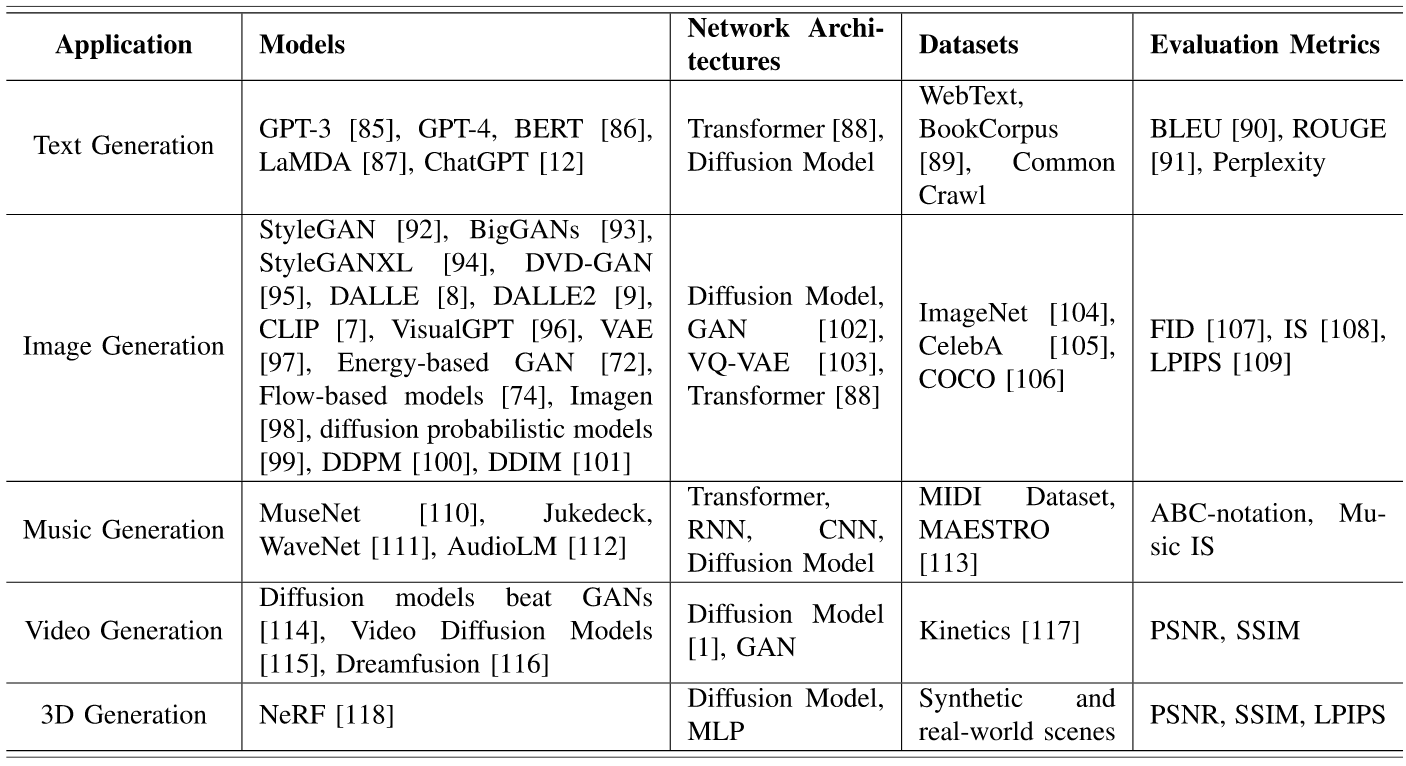 Application Models Network Archi-
tectures Datasets Evaluation Metrics
Text Generation
GPT-3 [85], GPT-4, BERT [86],
LaMDA [87], ChatGPT [12]
Transformer [88],
Diffusion Model
WebText,
BookCorpus
[89], Common
Crawl
BLEU [90], ROUGE
[91], Perplexity
Image Generation
StyleGAN [92], BigGANs [93],
StyleGANXL [94], DVD-GAN
[95], DALLE [8], DALLE2 [9],
CLIP [7], VisualGPT [96], VAE
[97], Energy-based GAN [72],
Flow-based models [74], Imagen
[98], diffusion probabilistic models
[99], DDPM [100], DDIM [101]
Diffusion Model,
GAN [102],
VQ-VAE [103],
Transformer [88]
ImageNet [104],
CelebA [105],
COCO [106]
FID [107], IS [108],
LPIPS [109]
Music Generation
MuseNet [110], Jukedeck,
WaveNet [111], AudioLM [112]
Transformer,
RNN, CNN,
Diffusion Model
MIDI Dataset,
MAESTRO
[113]
ABC-notation, Mu-
sic IS
Video Generation
Diffusion models beat GANs
[114], Video Diffusion Models
[115], Dreamfusion [116]
Diffusion Model
[1], GAN
Kinetics [117]
PSNR, SSIM
3D Generation
NeRF [118]
Diffusion Model,
MLP
Synthetic and
real-world scenes
PSNR, SSIM, LPIPS